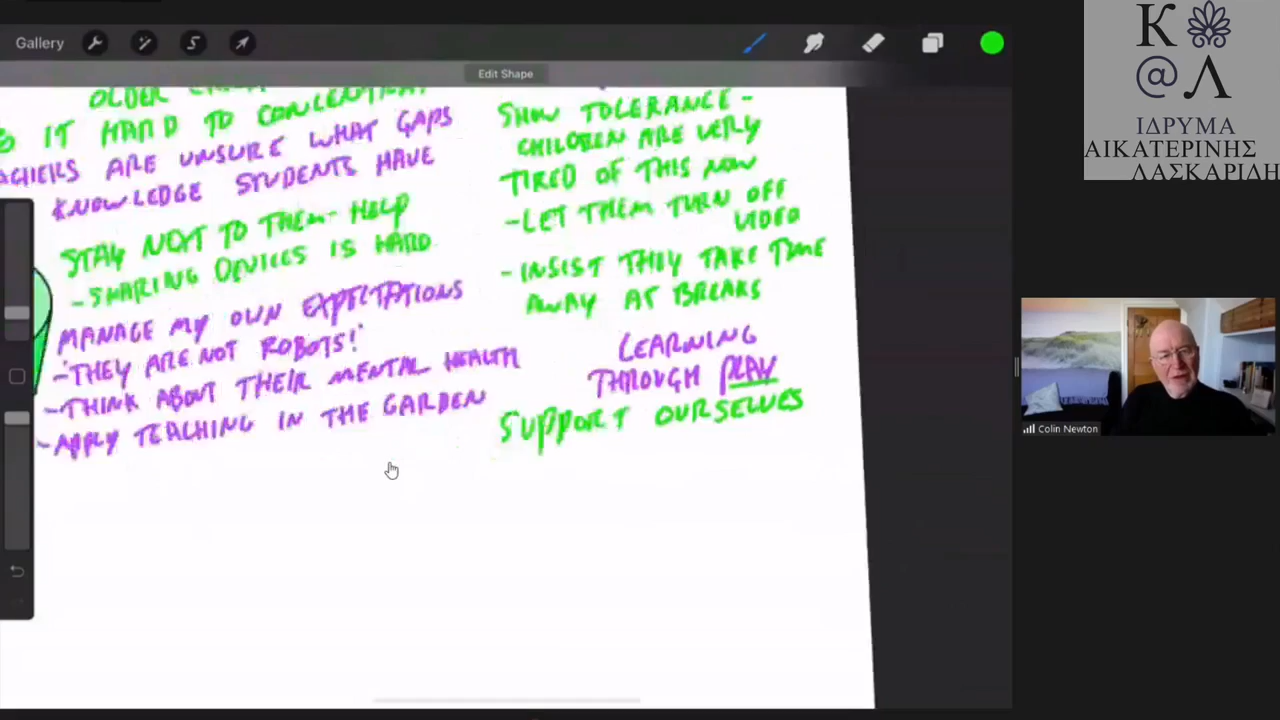 Gallery
Edit Shape
OLDER
IT HARD TO CONCENTRAT
ACHERS ARE UNSURE WHAT GAPS
KNOWLEDGE STUDENTS HAVE
STAY NEXT TO THEM - HELP
- SHARING DEVICES IS HARD
MANAGE MY OWN EXPECTATIONS
- 'THEY ARE NOT ROBOTS!'
- THINK ABOUT THEIR MENTAL HEALTH
- APPLY TEACHING IN THE GARDEN
SHOW TOLERANCE -
CHILDREN ARE VERY
TIRED OF THIS NOW
- LET THEM TURN OFF
VIDEO
- INSIST THEY TAKE TIME
AWAY AT BREAKS
LEARNING
THROUGH PLAY
SUPPORT OURSELVES
Κ
@Λ
ΙΔΡΥΜΑ
ΑΙΚΑΤΕΡΙΝΗΣ
ΛΑΣΚΑΡΙΔΗ
Colin Newton